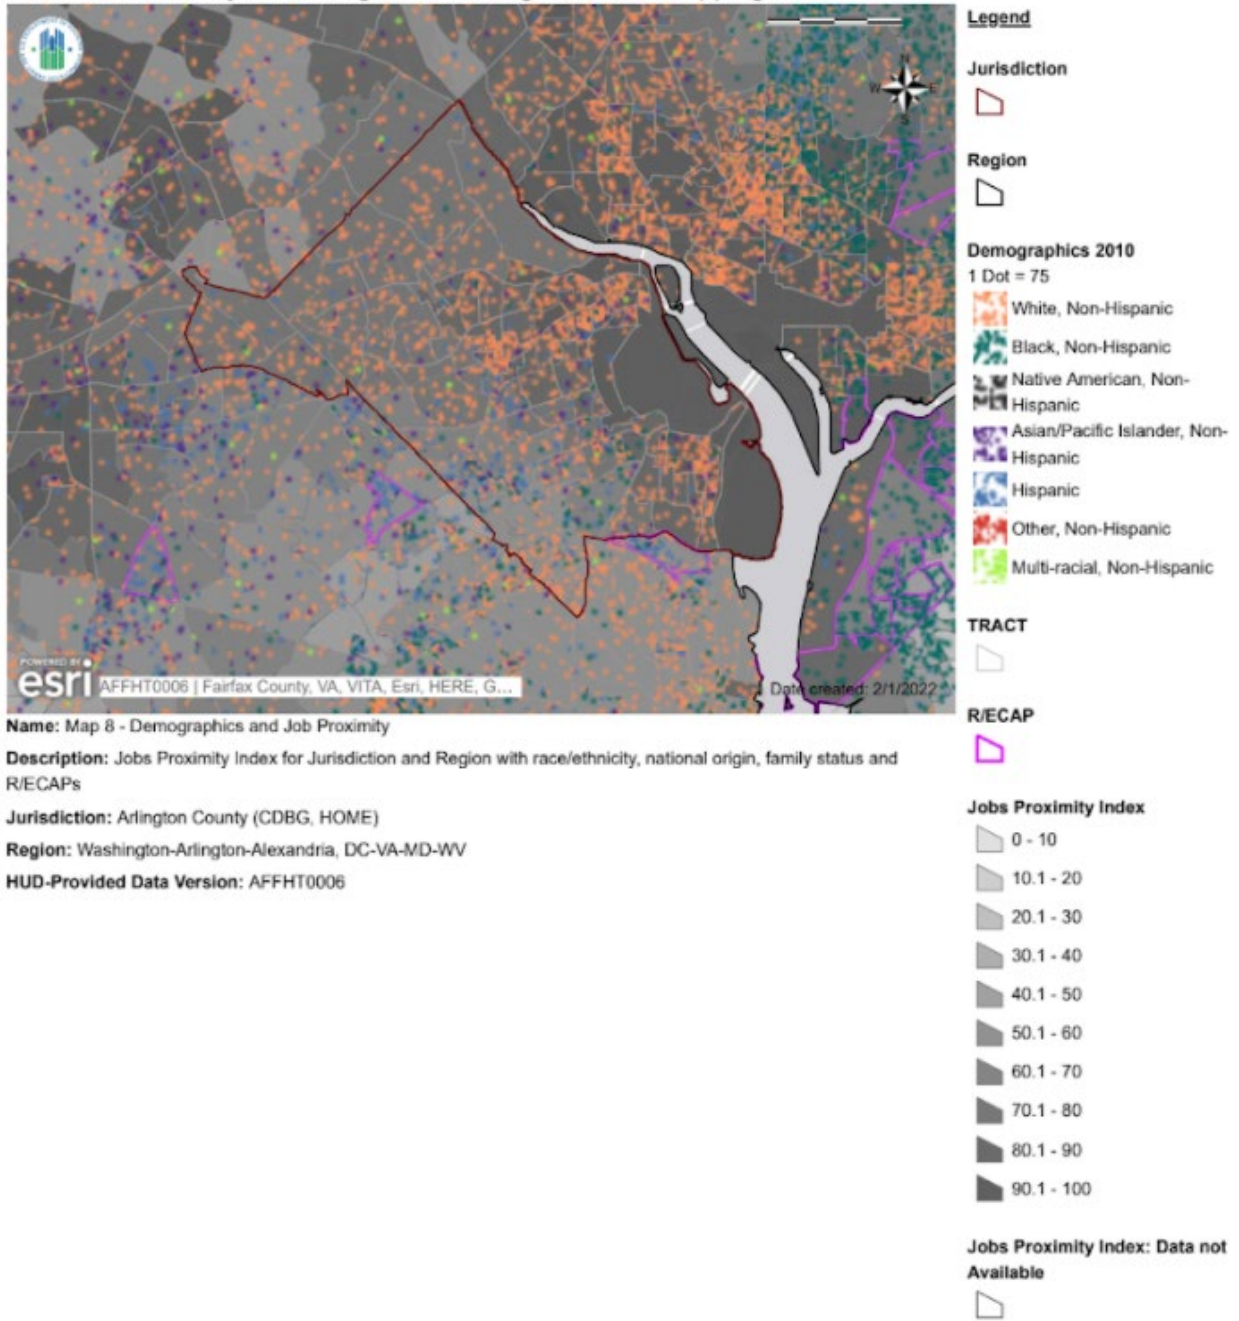 Legend
Jurisdiction
Region
Demographics 2010
1 Dot = 75
White, Non-Hispanic
Black, Non-Hispanic
Native American, Non-
Hispanic
Asian/Pacific Islander, Non-
Hispanic
Hispanic
Other, Non-Hispanic
Multi-racial, Non-Hispanic
TRACT
R/ECAP
Jobs Proximity Index
0 - 10
10.1 - 20
20.1 - 30
30.1 - 40
40.1 - 50
50.1 - 60
60.1 - 70
70.1 - 80
80.1 - 90
90.1 - 100
Jobs Proximity Index: Data not
Available
N
W E
S
POWERED BY
esri
AFFHT0006 | Fairfax County, VA, VITA, Esri, HERE, G...
Date created: 2/1/2022
Name: Map 8 - Demographics and Job Proximity
Description: Jobs Proximity Index for Jurisdiction and Region with race/ethnicity, national origin, family status and
R/ECAPs
Jurisdiction: Arlington County (CDBG, HOME)
Region: Washington-Arlington-Alexandria, DC-VA-MD-WV
HUD-Provided Data Version: AFFHT0006